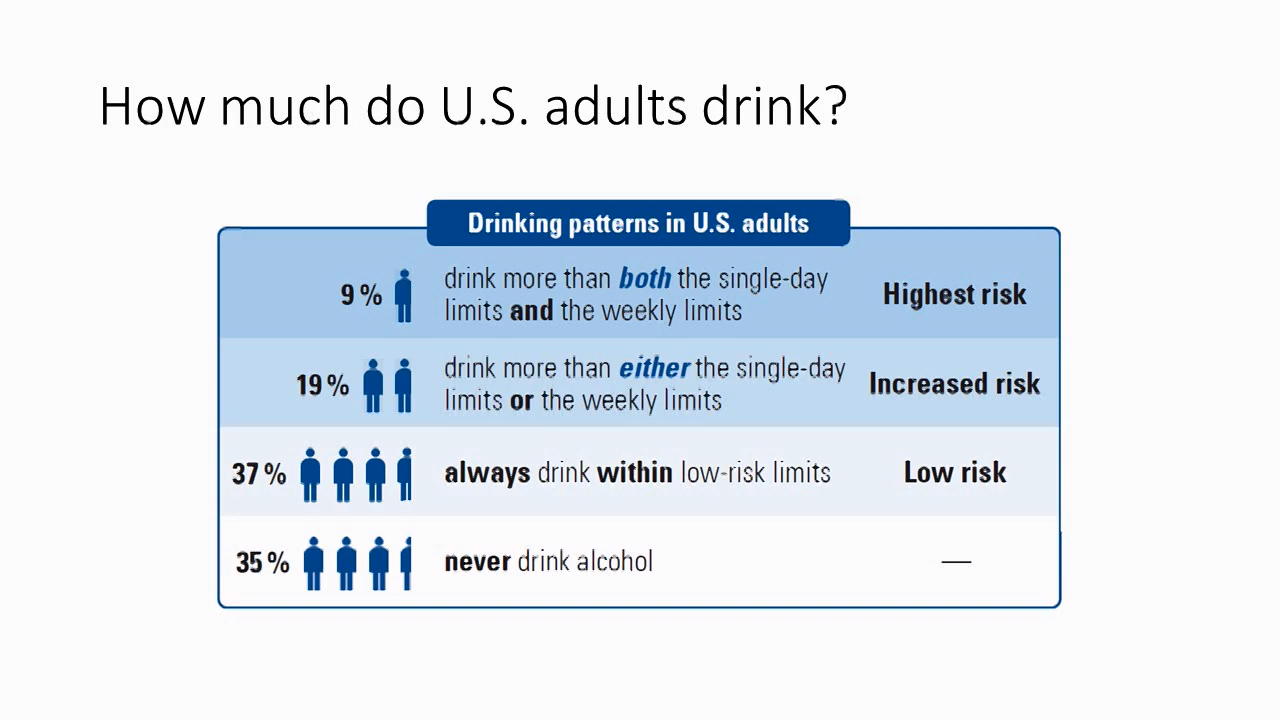 How much do U.S. adults drink?
Drinking patterns in U.S. adults
9%
drink more than both the single-day
limits and the weekly limits
Highest risk
19%
drink more than either the single-day
limits or the weekly limits
Increased risk
37%
always drink within low-risk limits
Low risk
35%
never drink alcohol
—